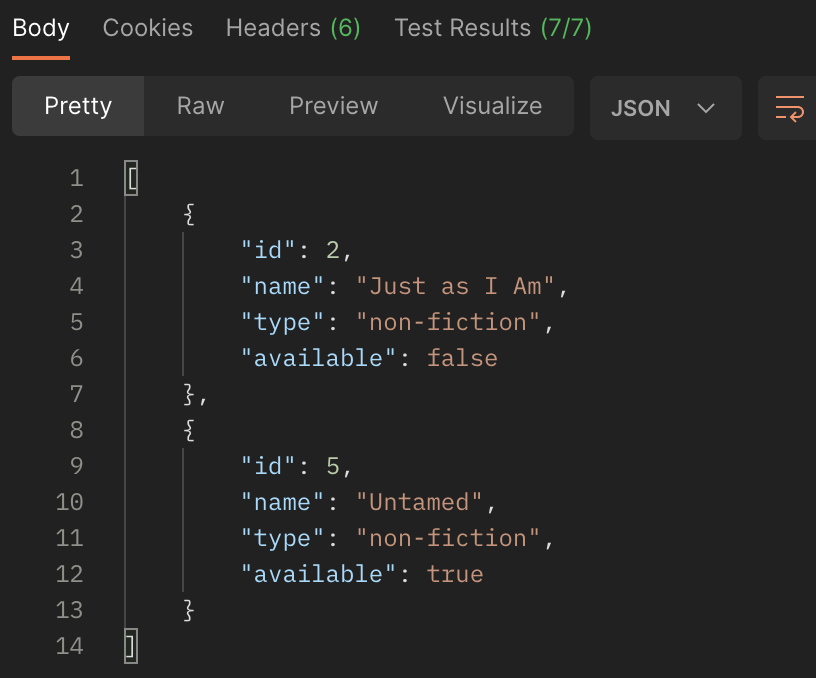 Body Cookies Headers (6) Test Results (7/7)
Pretty Raw Preview Visualize JSON
1 [
2 {
3 "id": 2,
4 "name": "Just as I Am",
5 "type": "non-fiction",
6 "available": false
7 },
8 {
9 "id": 5,
10 "name": "Untamed",
11 "type": "non-fiction",
12 "available": true
13 }
14 ]